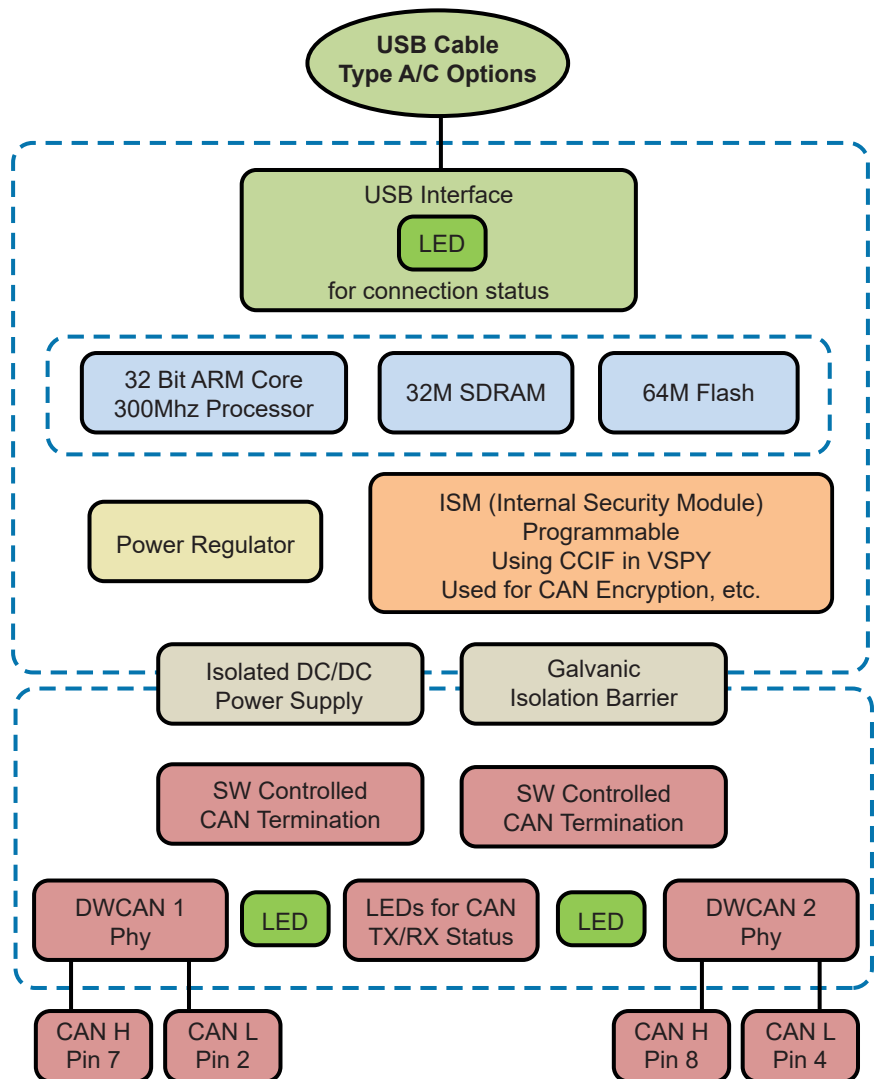 USB Cable
Type A/C Options
USB Interface
LED
for connection status
32 Bit ARM Core
300Mhz Processor
32M SDRAM
64M Flash
Power Regulator
ISM (Internal Security Module)
Programmable
Using CCIF in VSPY
Used for CAN Encryption, etc.
Isolated DC/DC
Power Supply
Galvanic
Isolation Barrier
SW Controlled
CAN Termination
SW Controlled
CAN Termination
DWCAN 1
Phy
LED
LEDs for CAN
TX/RX Status
LED
DWCAN 2
Phy
CAN H
Pin 7
CAN L
Pin 2
CAN H
Pin 8
CAN L
Pin 4